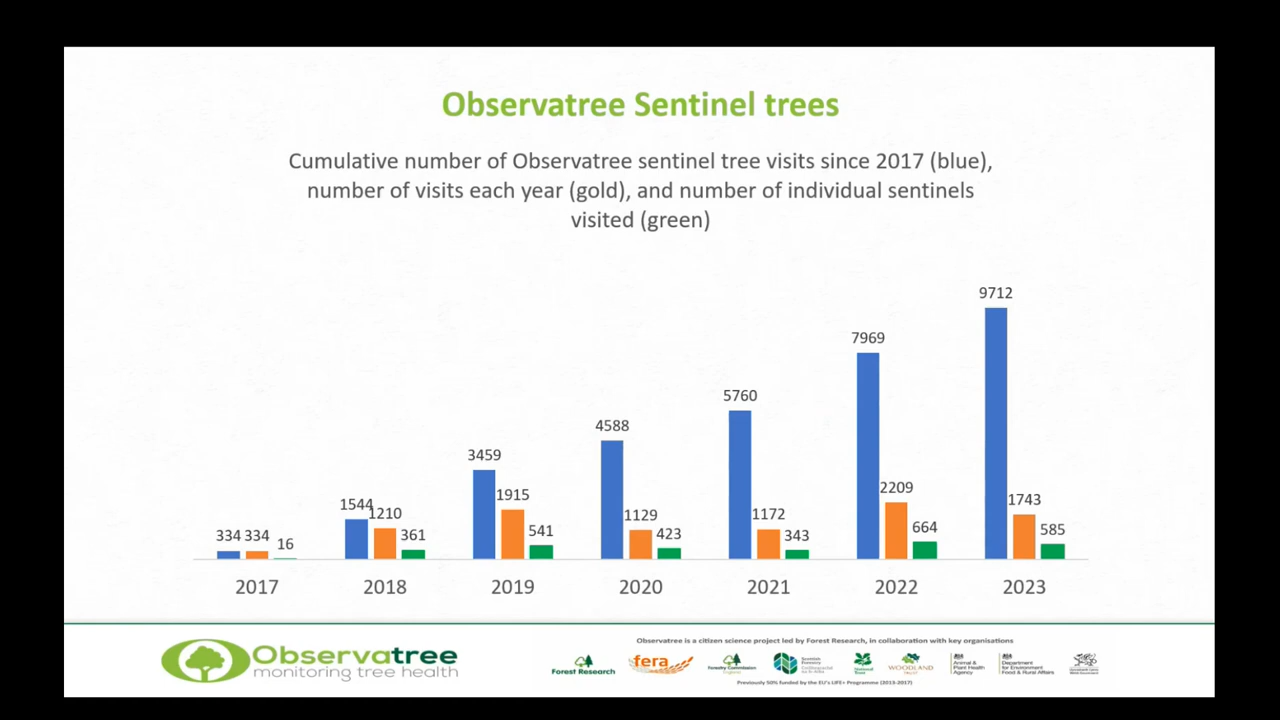 Observatree Sentinel trees
Cumulative number of Observatree sentinel tree visits since 2017 (blue),
number of visits each year (gold), and number of individual sentinels
visited (green)
9712
7969
5760
4588
3459
2209
1915
1743
1544
1210
1129
1172
664
585
541
423
361
343
334 334 16
2017 2018 2019 2020 2021 2022 2023
Observatree is a citizen science project led by Forest Research, in collaboration with key organisations
Observatree
monitoring tree health
Forest Research
fera
Forestry Commission
England
Scottish
Forestry
National
Trust
WOODLAND
TRUST
Animal &
Plant Health
Agency
Department
for Environment
Food & Rural Affairs
Previously 50% funded by the EU's LIFE+ Programme (2013-2017)